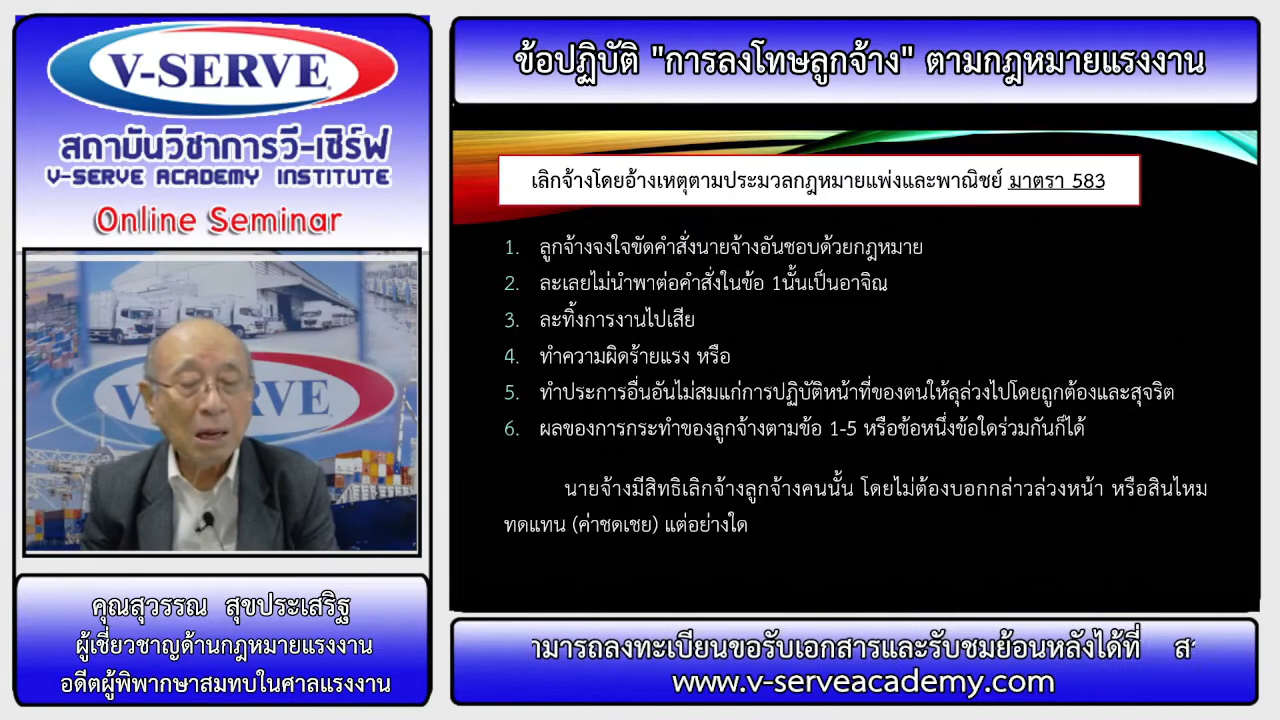 V-SERVE
สถาบันวิชาการวี-เซิร์ฟ
V-SERVE ACADEMY INSTITUTE
Online Seminar
คุณสุวรรณ สุขประเสริฐ
ผู้เชี่ยวชาญด้านกฎหมายแรงงาน
อดีตผู้พิพากษาสมทบในศาลแรงงาน
ข้อปฏิบัติ "การลงโทษลูกจ้าง" ตามกฎหมายแรงงาน
เลิกจ้างโดยอ้างเหตุตามประมวลกฎหมายแพ่งและพาณิชย์ มาตรา 583
1. ลูกจ้างจงใจขัดคำสั่งนายจ้างอันชอบด้วยกฎหมาย
2. ละเลยไม่นำพาต่อคำสั่งในข้อ 1นั้นเป็นอาจิณ
3. ละทิ้งการงานไปเสีย
4. ทำความผิดร้ายแรง หรือ
5. ทำประการอื่นอันไม่สมแก่การปฏิบัติหน้าที่ของตนให้ลุล่วงไปโดยถูกต้องและสุจริต
6. ผลของการกระทำของลูกจ้างตามข้อ 1-5 หรือข้อหนึ่งข้อใดร่วมกันก็ได้
นายจ้างมีสิทธิเลิกจ้างลูกจ้างคนนั้น โดยไม่ต้องบอกกล่าวล่วงหน้า หรือสินไหม
ทดแทน (ค่าชดเชย) แต่อย่างใด
ามารถลงทะเบียนขอรับเอกสารและรับชมย้อนหลังได้ที่ ส
www.v-serveacademy.com